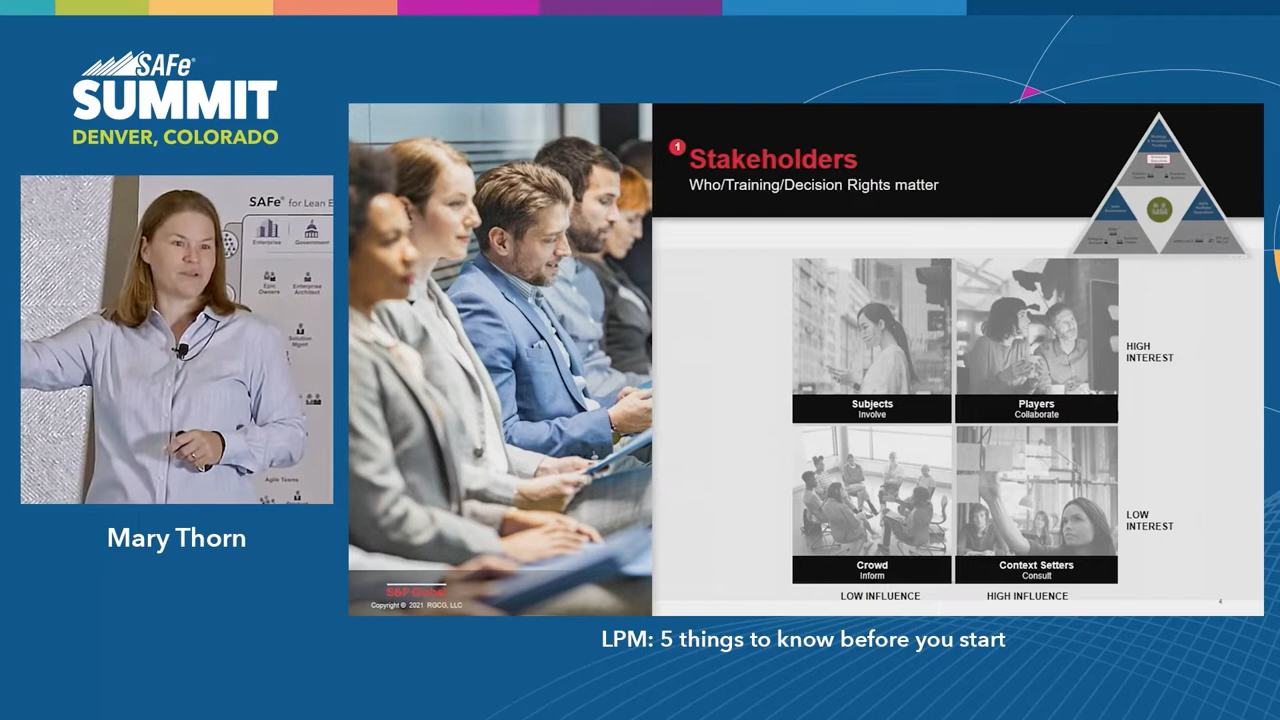 SAFe®
SUMMIT
DENVER, COLORADO
SAFe® for Lean E
Enterprise
Government
Epic
Owners
Enterprise
Architect
Solution
Mgmt
Agile Teams
Mary Thorn
1
Stakeholders
Who/Training/Decision Rights matter
Subjects
Involve
Players
Collaborate
HIGH
INTEREST
Crowd
Inform
Context Setters
Consult
LOW
INTEREST
LOW INFLUENCE
HIGH INFLUENCE
S&P Global
Copyright © 2021 RGCG, LLC
4
LPM: 5 things to know before you start